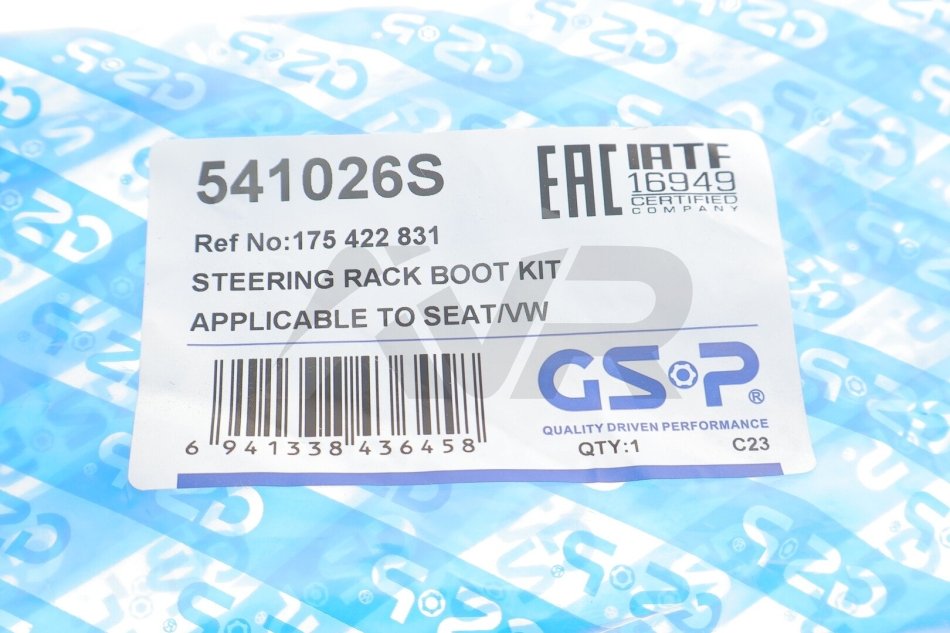 541026S
EAC
IATF
16949
CERTIFIED
COMPANY
Ref No:175 422 831
STEERING RACK BOOT KIT
APPLICABLE TO SEAT/VW
6 941338 436458
GSP®
QUALITY DRIVEN PERFORMANCE
QTY:1
C23